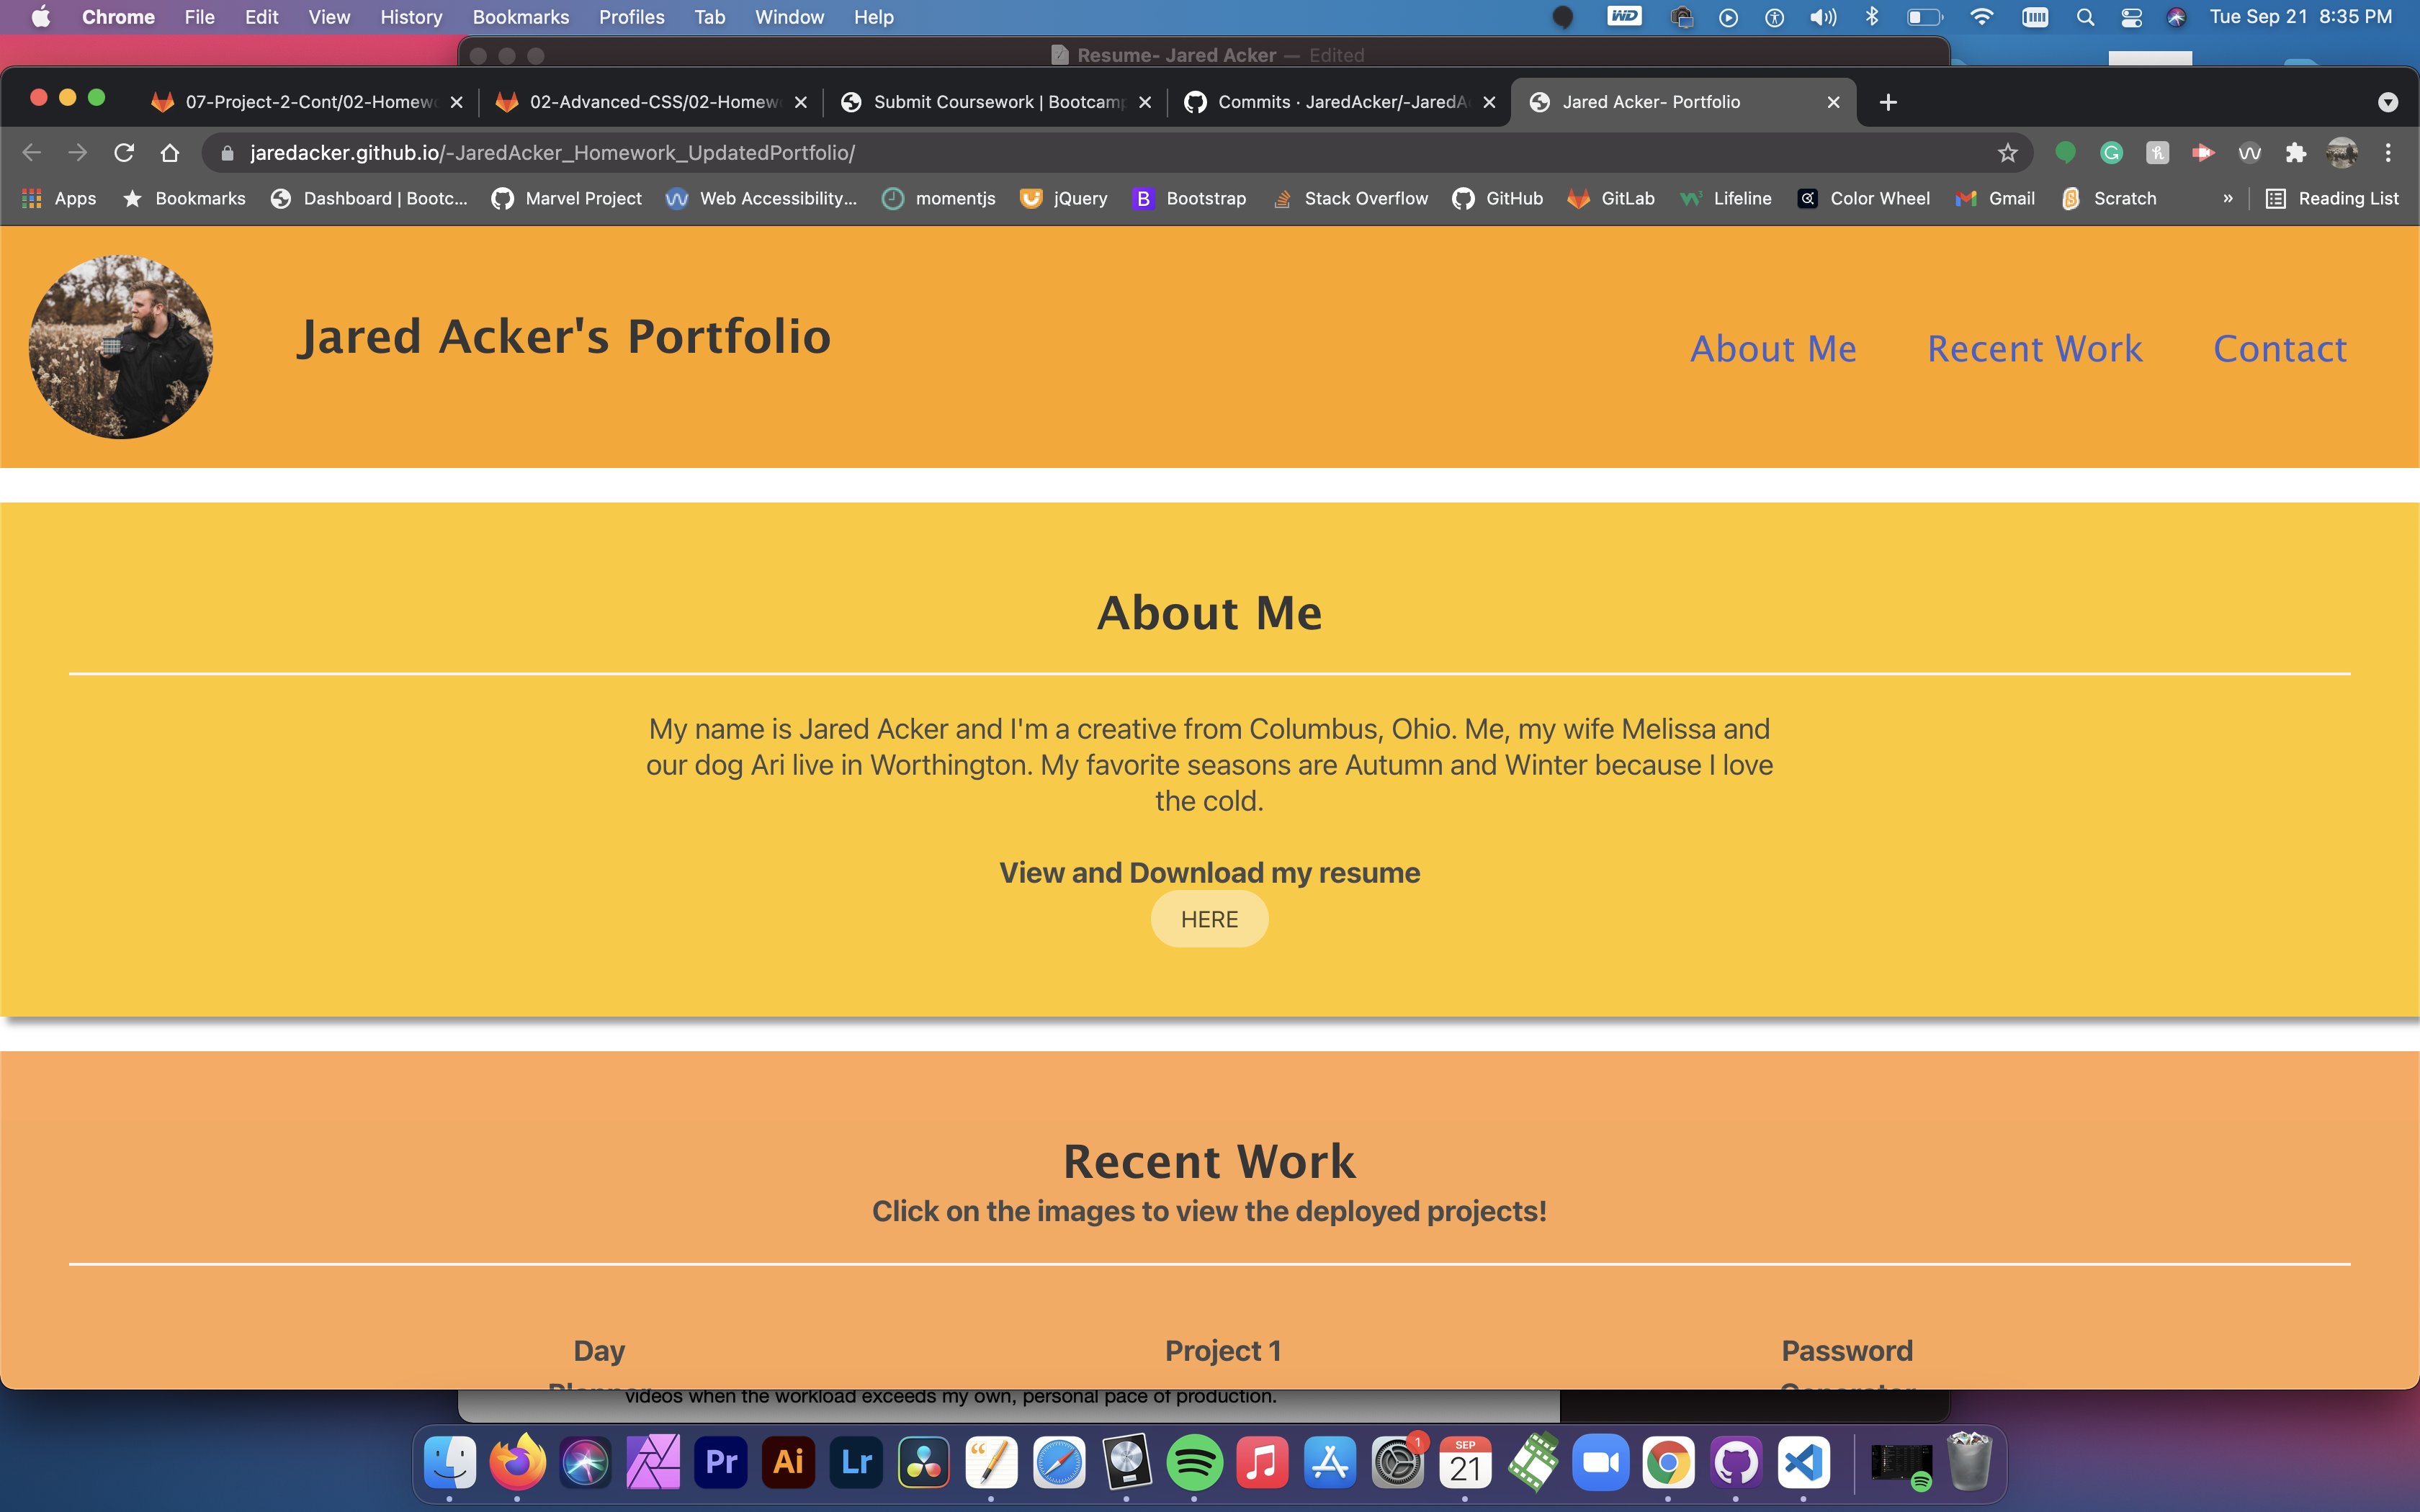 Chrome File Edit View History Bookmarks Profiles Tab Window Help
WD
Tue Sep 21 8:35 PM
Resume- Jared Acker — Edited
07-Project-2-Cont/02-Homew
02-Advanced-CSS/02-Homew
Submit Coursework | Bootcamp
Commits · JaredAcker/-JaredA
Jared Acker- Portfolio
jaredacker.github.io/-JaredAcker_Homework_UpdatedPortfolio/
Apps Bookmarks Dashboard | Bootc... Marvel Project Web Accessibility... momentjs jQuery Bootstrap Stack Overflow GitHub GitLab Lifeline Color Wheel Gmail Scratch » Reading List
Jared Acker's Portfolio
About Me Recent Work Contact
About Me
My name is Jared Acker and I'm a creative from Columbus, Ohio. Me, my wife Melissa and
our dog Ari live in Worthington. My favorite seasons are Autumn and Winter because I love
the cold.
View and Download my resume
HERE
Recent Work
Click on the images to view the deployed projects!
Day Project 1 Password
videos when the workload exceeds my own, personal pace of production.
Pr Ai Lr
1
SEP
21